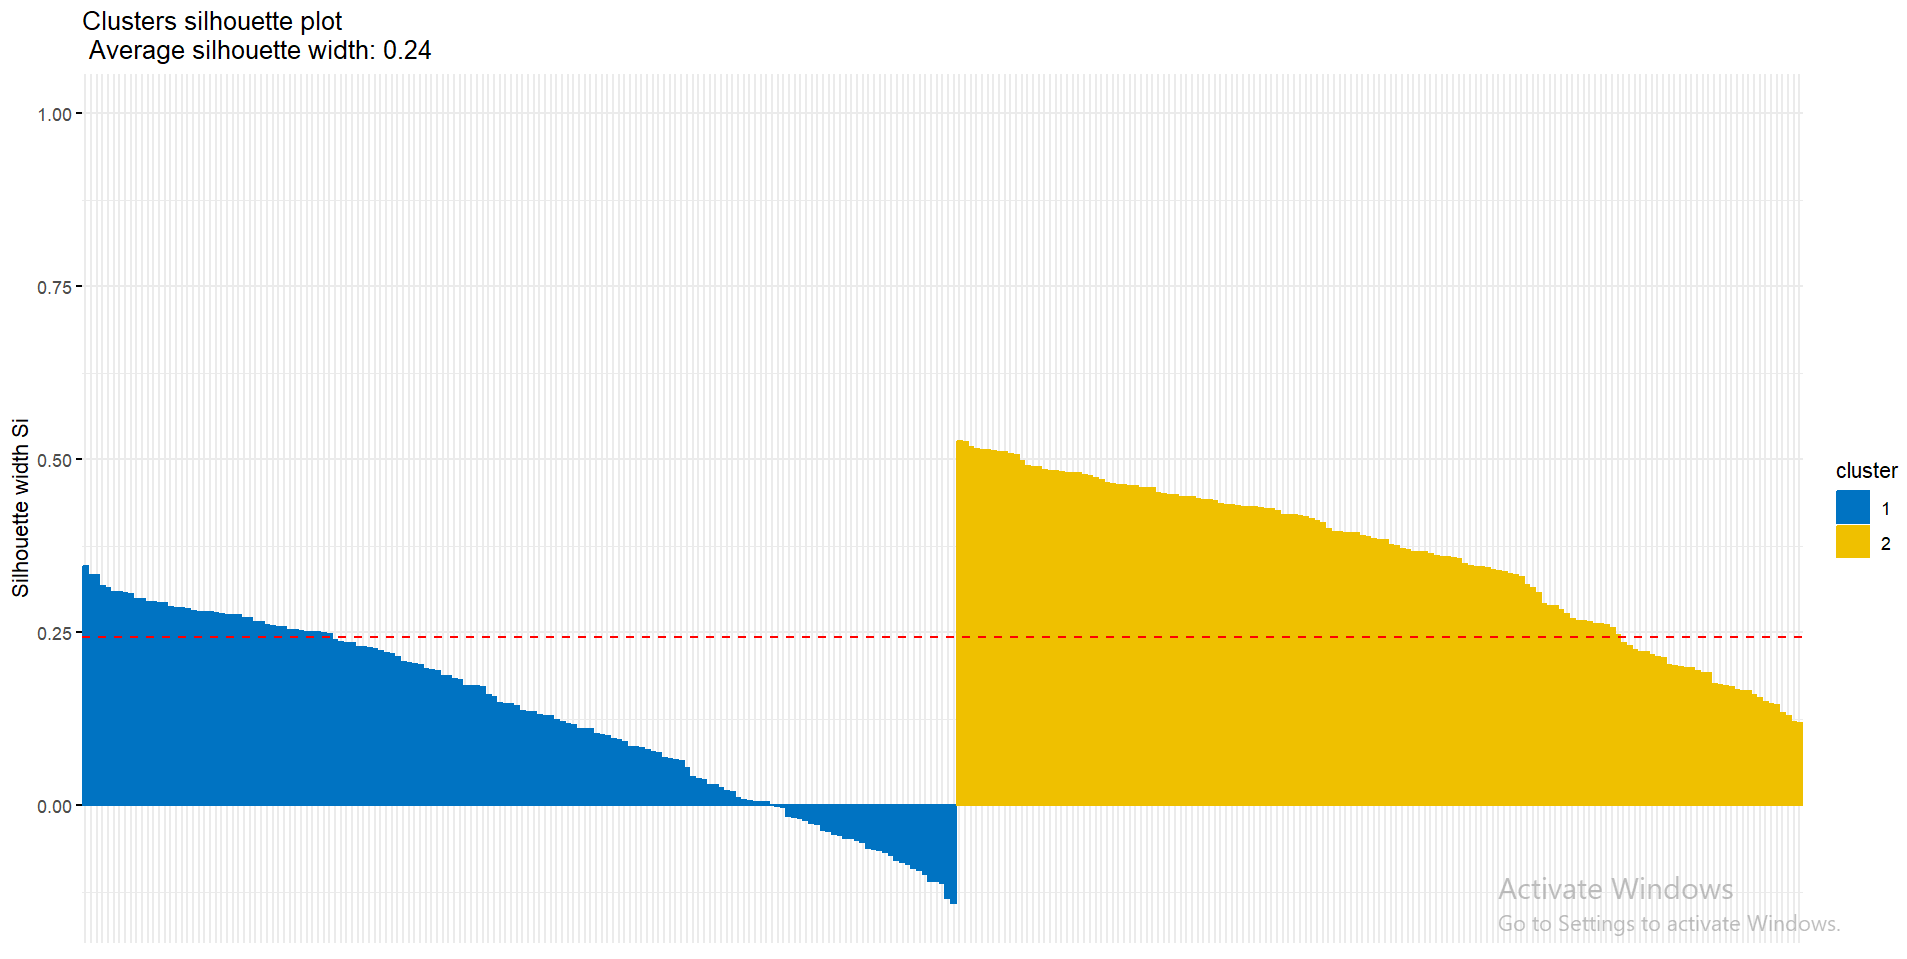 Clusters silhouette plot
Average silhouette width: 0.24
1.00
0.75
0.50
0.25
0.00
Silhouette width Si
cluster
1
2
Activate Windows
Go to Settings to activate Windows.